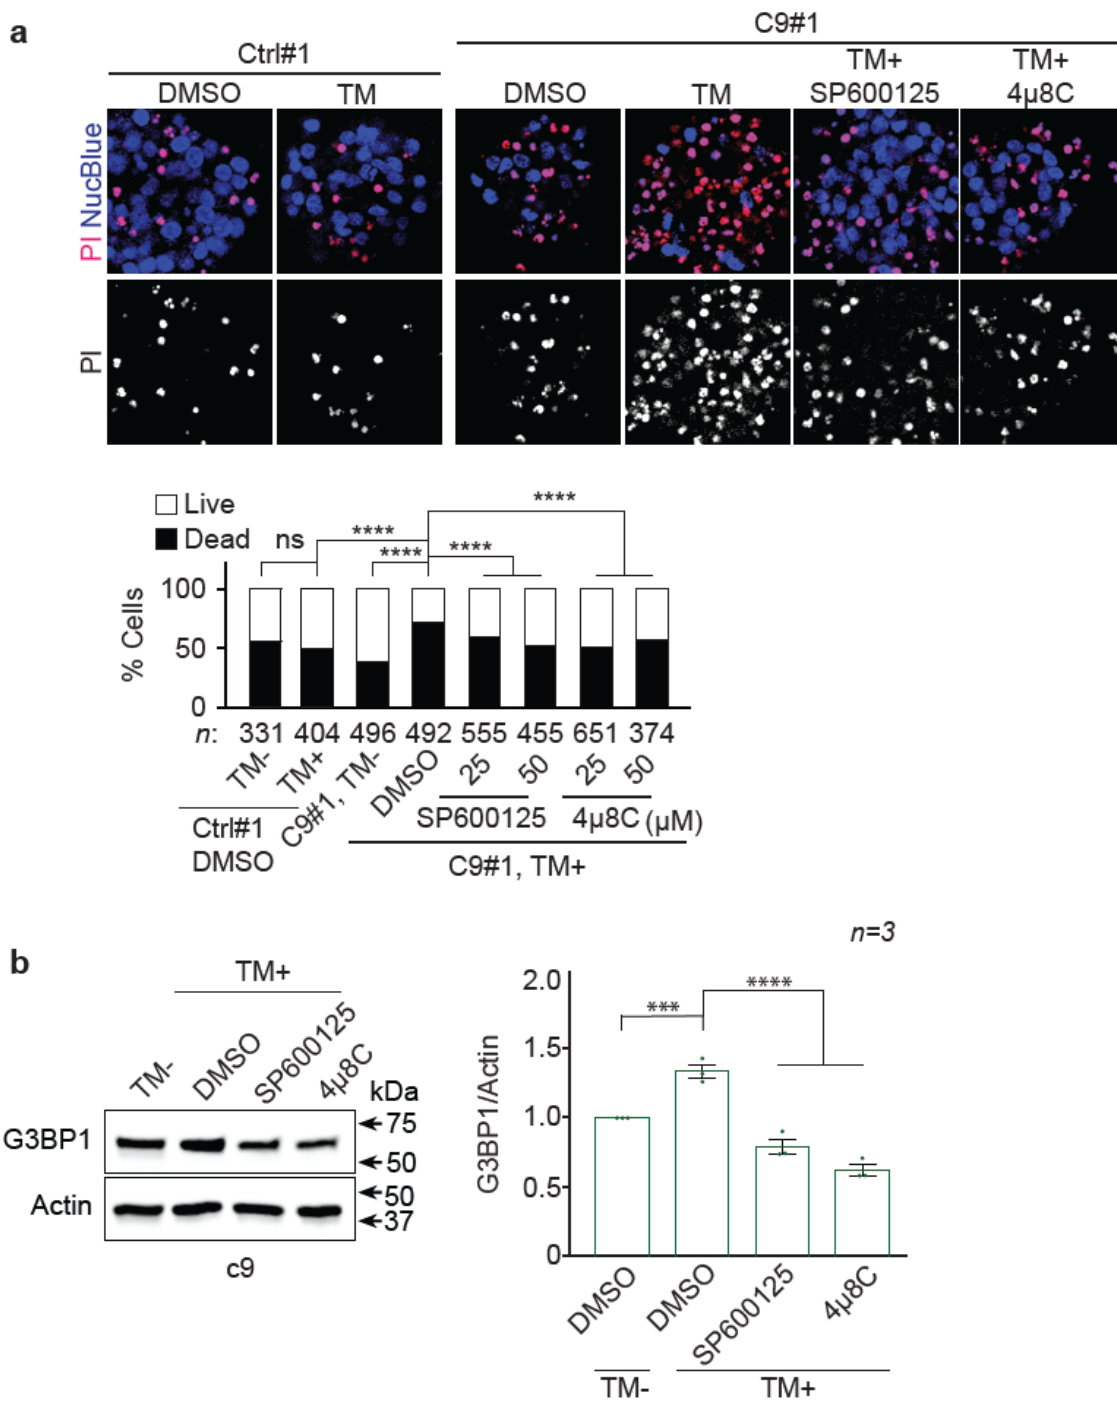 a
C9#1
Ctrl#1
TM+ TM+
DMSO TM DMSO TM SP600125 4µ8C
PI NucBlue
PI
Live
Dead
ns **** **** **** ****
% Cells
100
50
0
n: 331 404 496 492 555 455 651 374
TM- TM+ C9#1, TM- DMSO 25 50 25 50
SP600125 4µ8C (µM)
Ctrl#1
DMSO
C9#1, TM+
b
TM+
TM- DMSO SP600125 4µ8C
kDa
G3BP1
75
50
Actin
50
37
c9
n=3
G3BP1/Actin
2.0
1.5
1.0
0.5
0
*** ****
DMSO DMSO SP600125 4µ8C
TM- TM+